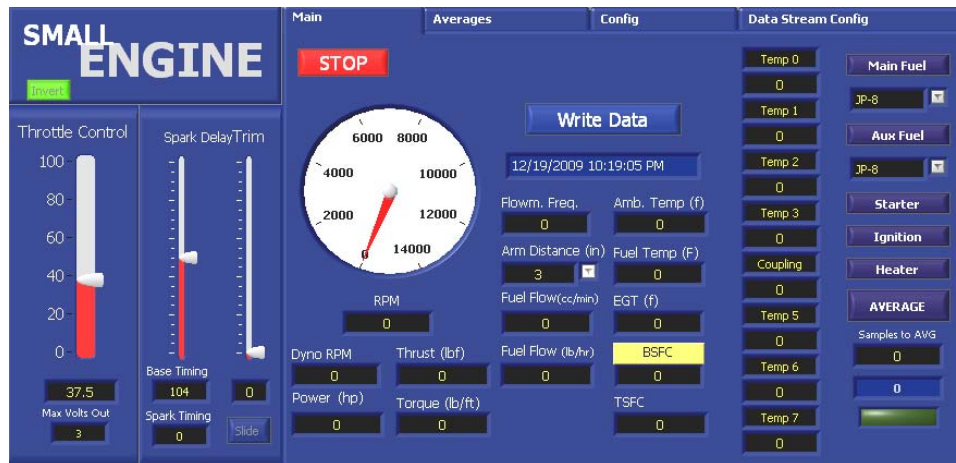 SMALL
ENGINE
Invert
Throttle Control
100
80
60
40
20
0
37.5
Max Volts Out
3
Spark Delay Trim
Base Timing
104
0
Spark Timing
0
Slide
Main
Averages
Config
Data Stream Config
STOP
6000
8000
4000
10000
2000
12000
0
14000
RPM
0
Write Data
12/19/2009 10:19:05 PM
Flowm. Freq.
0
Amb. Temp (f)
0
Arm Distance (in)
3
Fuel Temp (F)
0
Fuel Flow(cc/min)
0
EGT (f)
0
Dyno RPM
0
Thrust (lbf)
0
Fuel Flow (lb/hr)
0
BSFC
0
Power (hp)
0
Torque (lb/ft)
0
TSFC
0
Temp 0
0
Temp 1
0
Temp 2
0
Temp 3
0
Coupling
0
Temp 5
0
Temp 6
0
Temp 7
0
Main Fuel
JP-8
Aux Fuel
JP-8
Starter
Ignition
Heater
AVERAGE
Samples to AVG
0
0